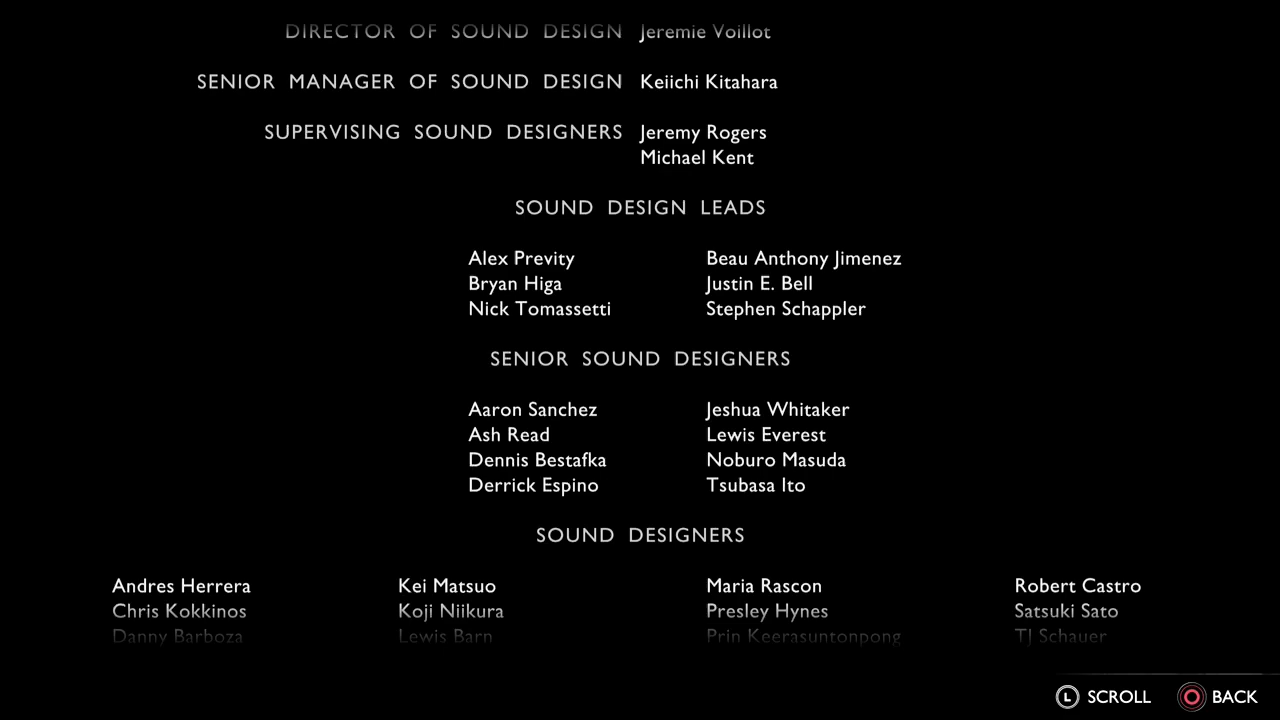 DIRECTOR OF SOUND DESIGN Jeremie Voillot
SENIOR MANAGER OF SOUND DESIGN Keiichi Kitahara
SUPERVISING SOUND DESIGNERS Jeremy Rogers
Michael Kent
SOUND DESIGN LEADS
Alex Previty Beau Anthony Jimenez
Bryan Higa Justin E. Bell
Nick Tomassetti Stephen Schappler
SENIOR SOUND DESIGNERS
Aaron Sanchez Jeshua Whitaker
Ash Read Lewis Everest
Dennis Bestafka Noburo Masuda
Derrick Espino Tsubasa Ito
SOUND DESIGNERS
Andres Herrera Kei Matsuo Maria Rascon Robert Castro
Chris Kokkinos Koji Niikura Presley Hynes Satsuki Sato
Danny Barboza Lewis Barn Prin Keerasuntonpong TJ Schauer
L SCROLL BACK